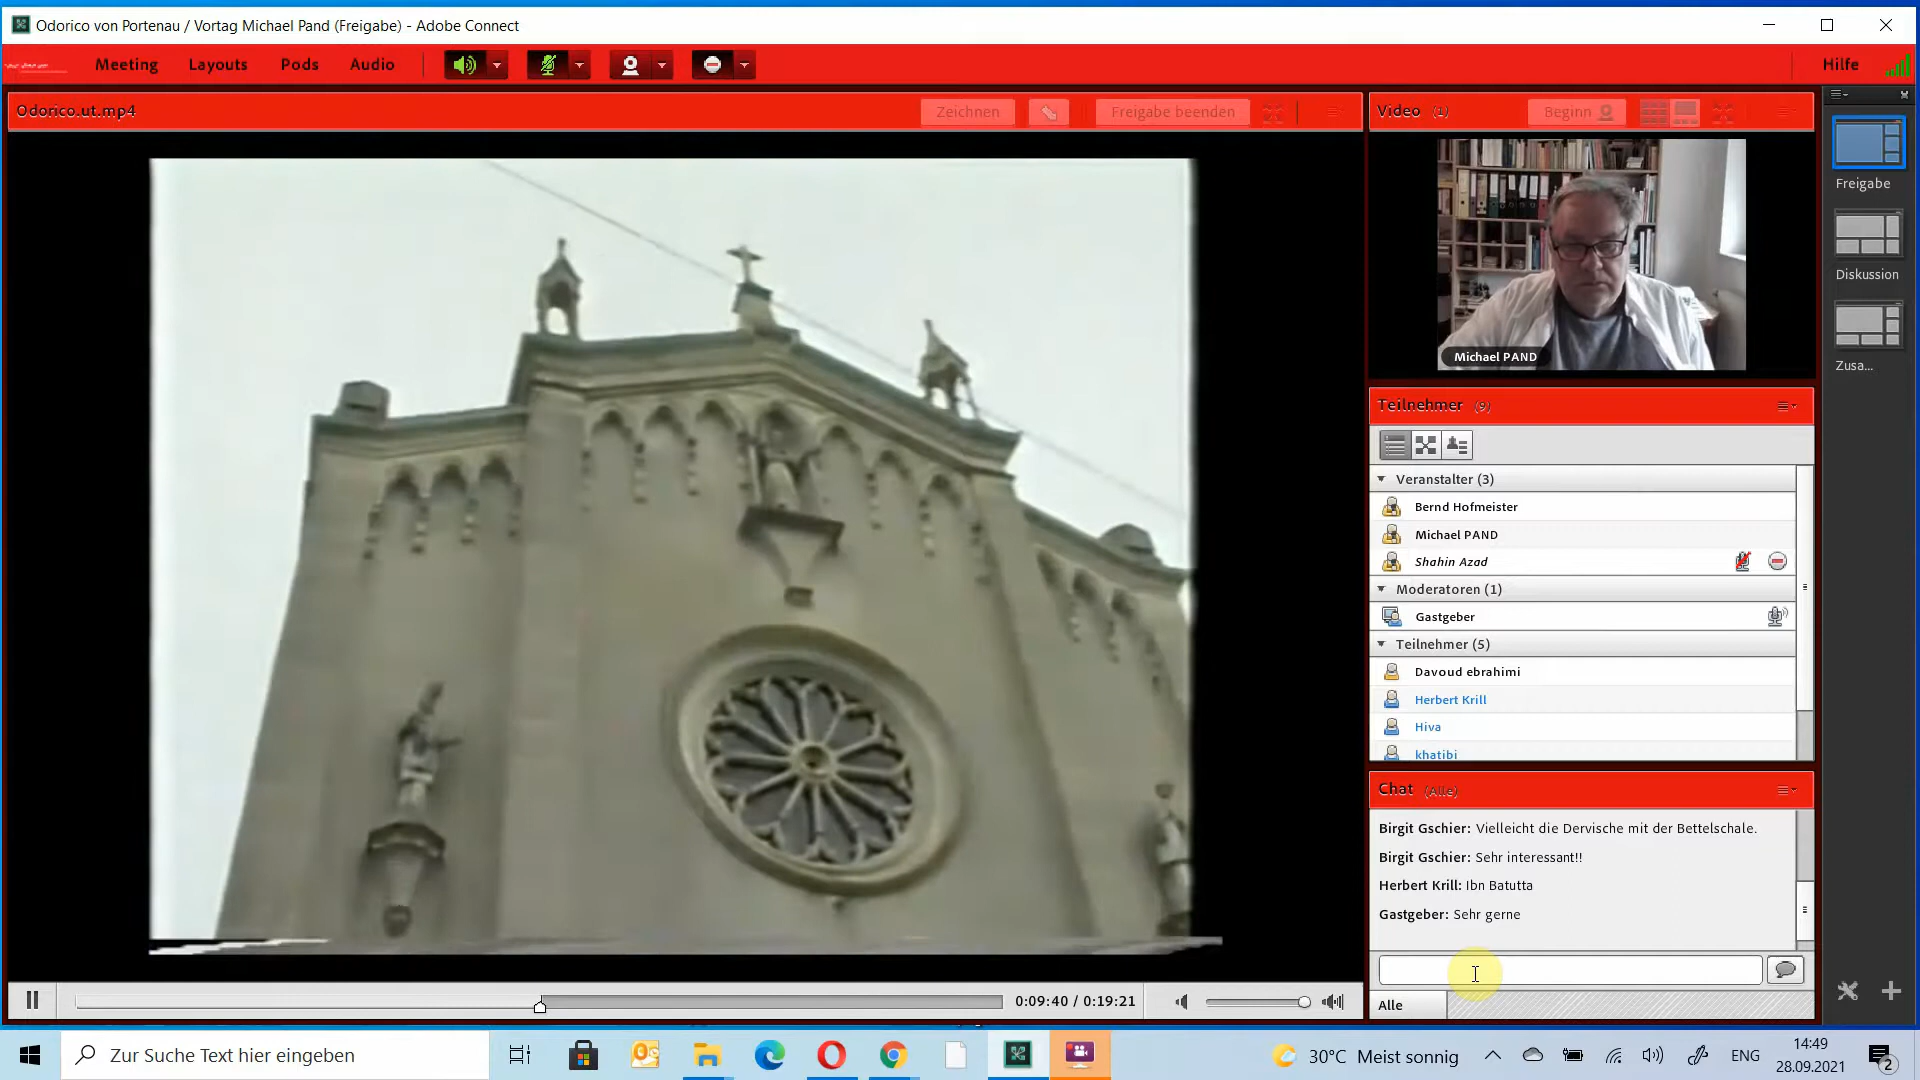 Odorico von Portenau / Vortag Michael Pand (Freigabe) - Adobe Connect
Meeting Layouts Pods Audio Hilfe
Odorico.ut.mp4 Zeichnen Freigabe beenden
Video (1) Beginn
Michael PAND
Freigabe
Diskussion
Zusa...
Teilnehmer (9)
Veranstalter (3)
Bernd Hofmeister
Michael PAND
Shahin Azad
Moderatoren (1)
Gastgeber
Teilnehmer (5)
Davoud ebrahimi
Herbert Krill
Hiva
khatibi
Chat (Alle)
Birgit Gschier: Vielleicht die Dervische mit der Bettelschale.
Birgit Gschier: Sehr interessant!!
Herbert Krill: Ibn Batutta
Gastgeber: Sehr gerne
Alle
0:09:40 / 0:19:21
Zur Suche Text hier eingeben
30°C Meist sonnig
ENG
14:49
28.09.2021
2